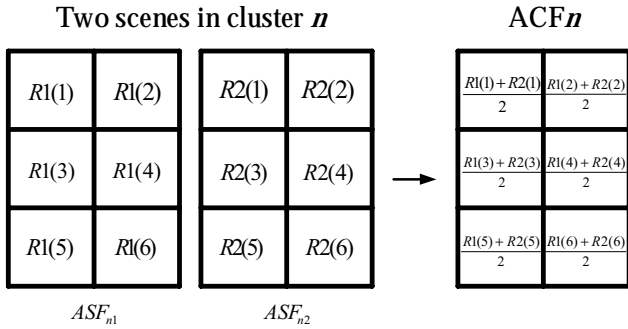 Two scenes in cluster n ACFn
R1(1) R1(2) R2(1) R2(2) R1(1) + R2(1) R1(2) + R2(2)
2 2
R1(3) R1(4) R2(3) R2(4) R1(3) + R2(3) R1(4) + R2(4)
2 2
R1(5) R1(6) R2(5) R2(6) R1(5) + R2(5) R1(6) + R2(6)
2 2
ASFn1 ASFn2